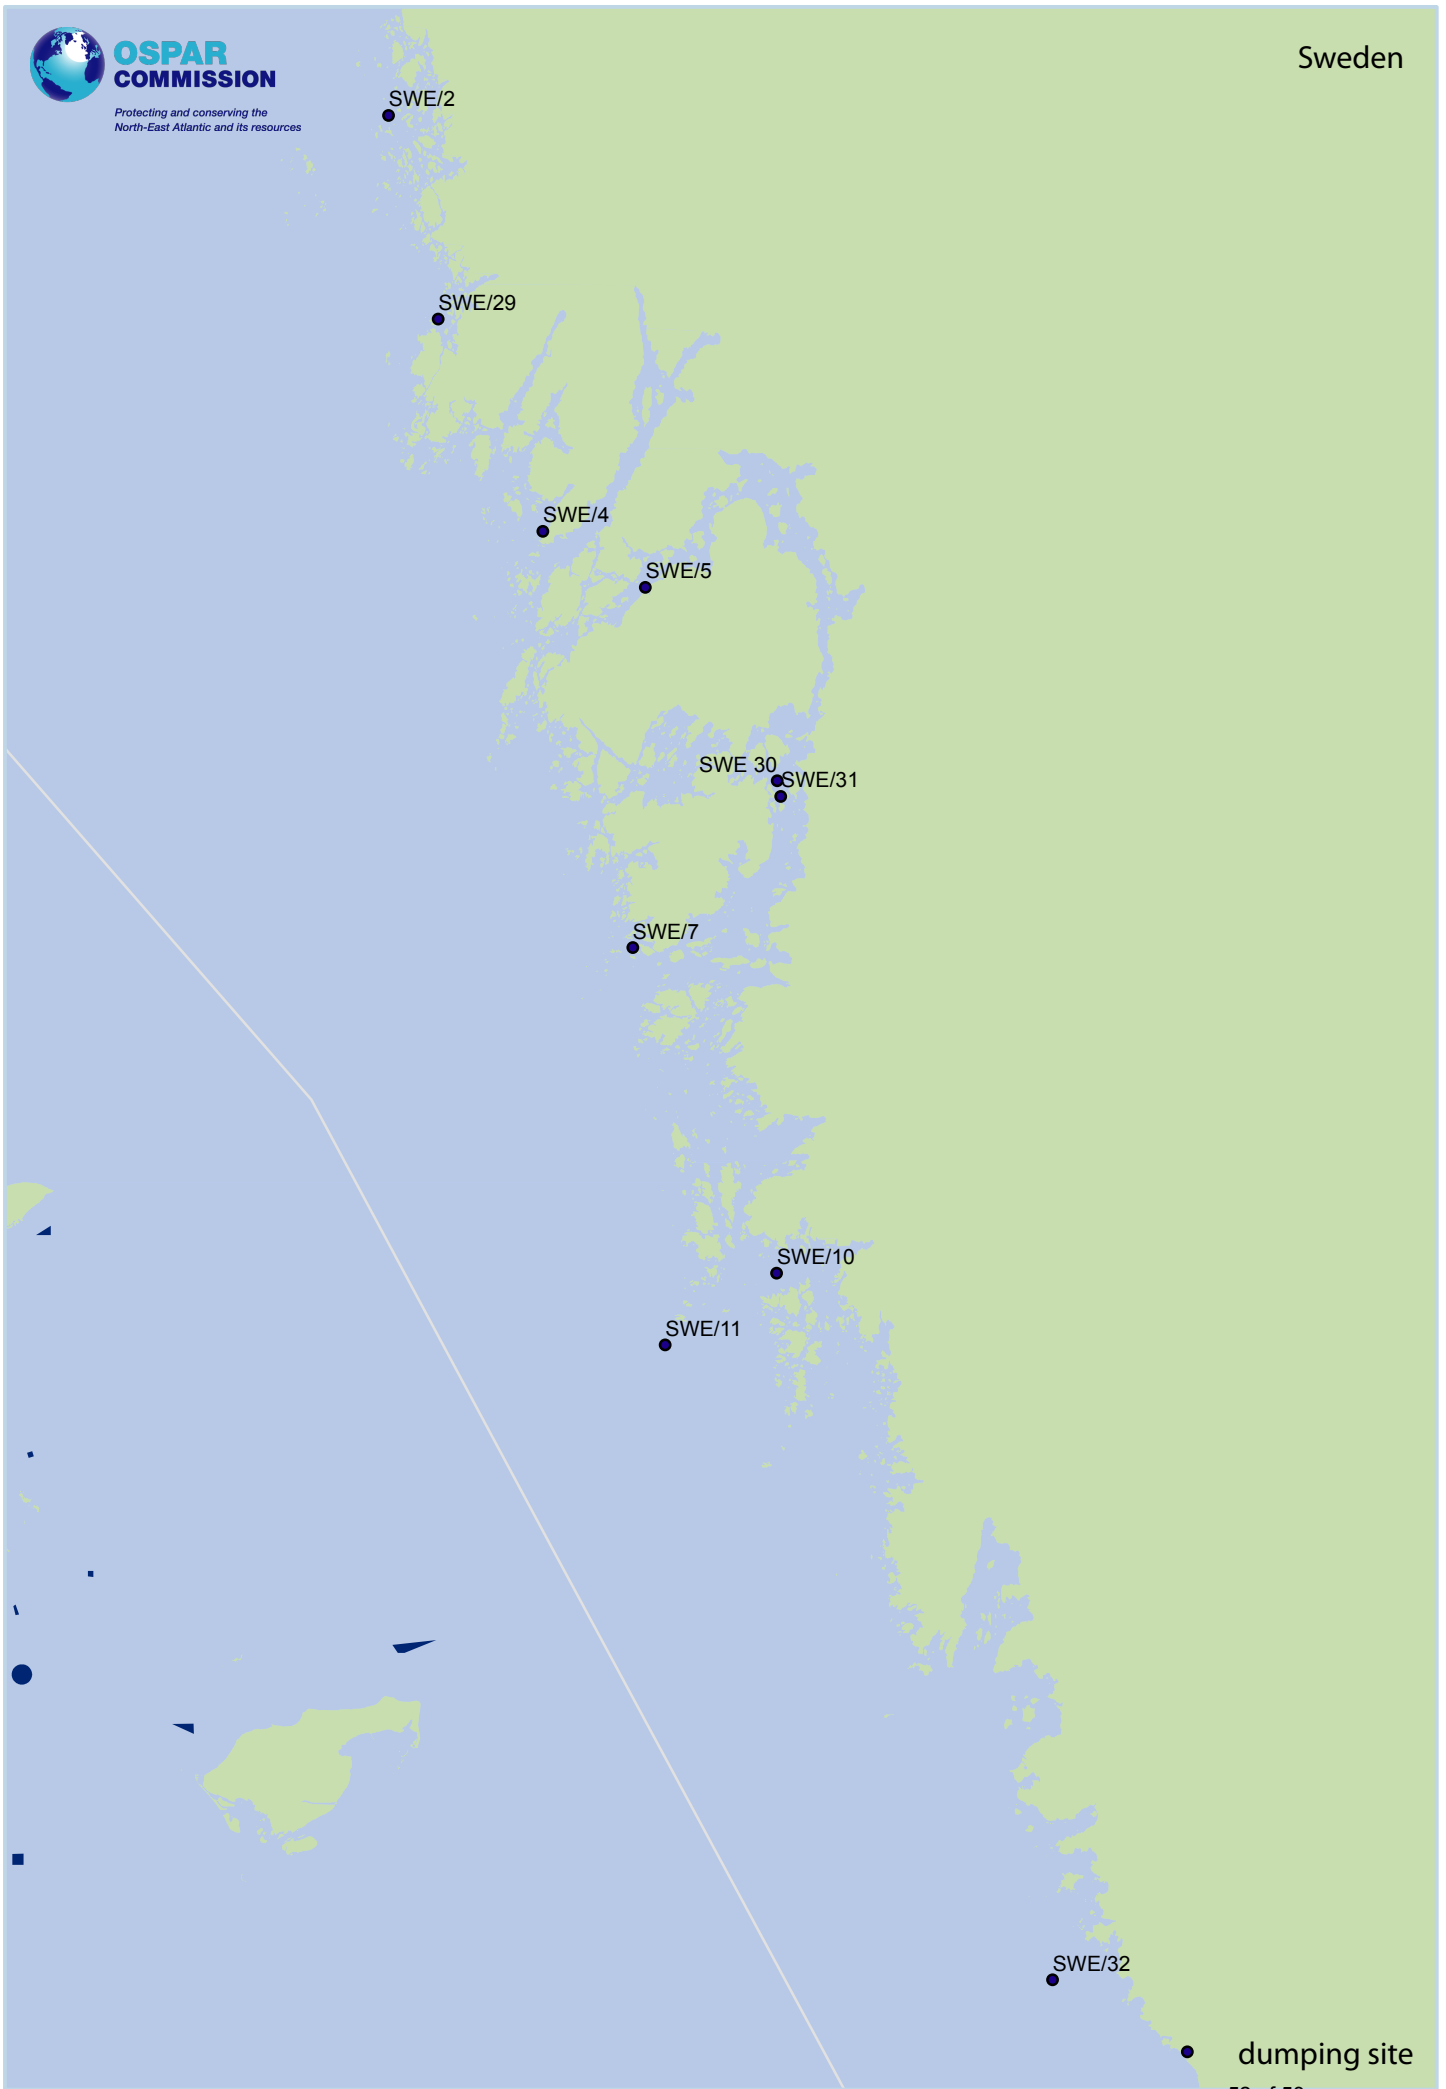 OSPAR
COMMISSION
Protecting and conserving the
North-East Atlantic and its resources
Sweden
SWE/2
SWE/29
SWE/4
SWE/5
SWE 30
SWE/31
SWE/7
SWE/10
SWE/11
SWE/32
dumping site